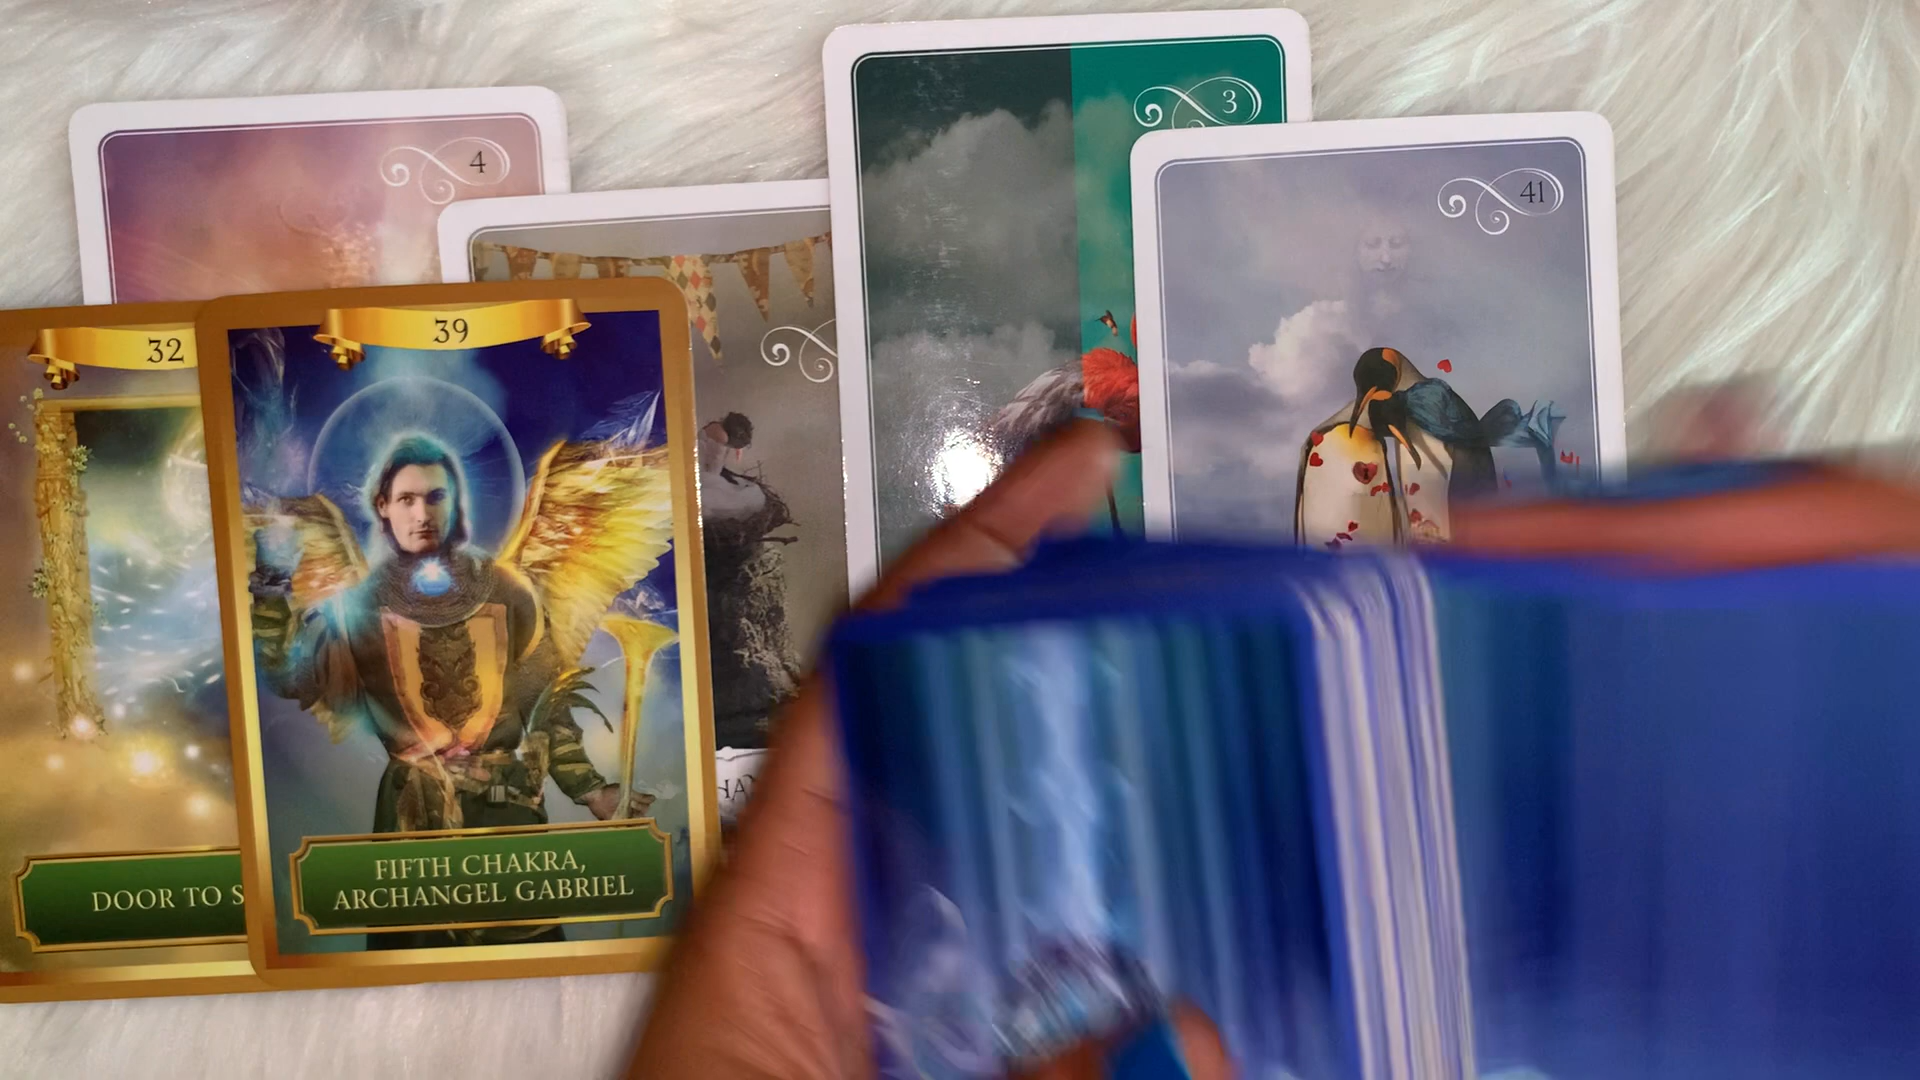 4
3
41
32
39
DOOR TO S
FIFTH CHAKRA,
ARCHANGEL GABRIEL